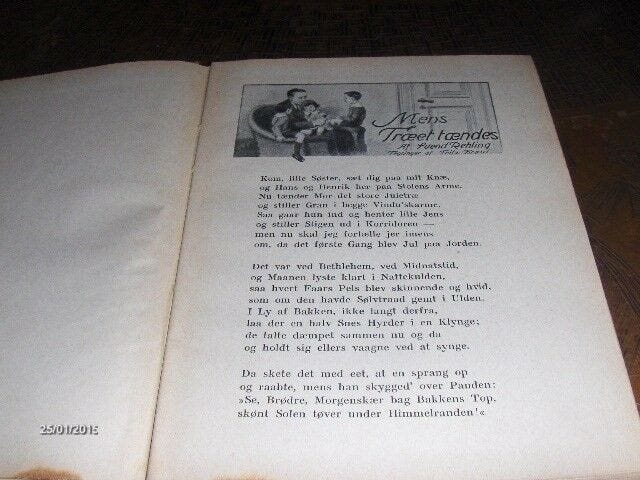 Mens
Træet tændes
Af Svend Rehling
Tegninger af Fritz Kraul
Kom, lille Søster, sæt dig paa mit Knæ,
og Hans og Henrik her paa Stolens Arme.
Nu tænder Mor det store Juletræ
og stiller Gran i begge Vindu'skarme.
Saa gaar hun ind og henter lille Jens
og stiller Stigen ud i Korridoren —
men nu skal jeg fortælle jer imens
om, da det første Gang blev Jul paa Jorden.
Det var ved Bethlehem, ved Midnatstid,
og Maanen lyste klart i Nattekulden,
saa hvert Faars Pels blev skinnende og hvid,
som om den havde Sølvtraad gemt i Ulden.
I Ly af Bakken, ikke langt derfra,
laa der en halv Snes Hyrder i en Klynge;
de talte dæmpet sammen nu og da
og holdt sig ellers vaagne ved at synge.
Da skete det med eet, at en sprang op
og raabte, mens han skygged' over Panden:
»Se, Brødre, Morgenskær bag Bakkens Top,
skønt Solen tøver under Himmelranden!«
25/01/2015